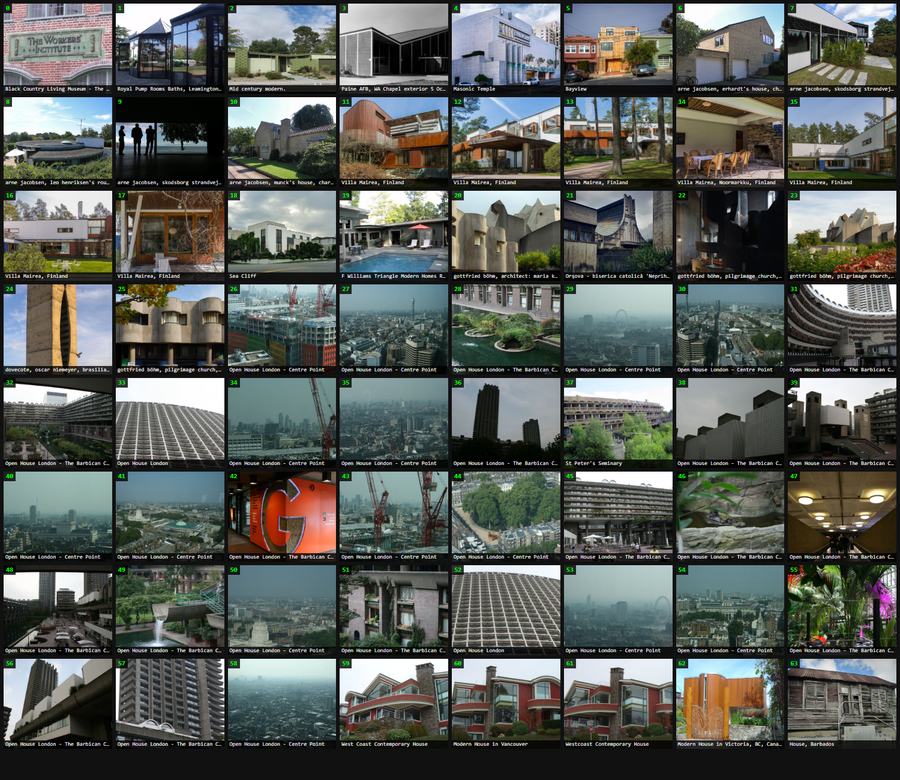 0
THE WORKERS' INSTITUTE
Black Country Living Museum - The …
1
Royal Pump Rooms Baths, Leamington…
2
Mid century modern.
3
Paine AFB, WA Chapel exterior 5 Oc…
4
Masonic Temple
5
Bayview
6
arne jacobsen, erhardt's house, ch…
7
arne jacobsen, skodsborg strandvej…
8
arne jacobsen, leo henriksen's rou…
9
arne jacobsen, skodsborg strandvej…
10
arne jacobsen, munck's house, char…
11
Villa Mairea, Finland
12
Villa Mairea, Finland
13
Villa Mairea, Finland
14
Villa Mairea, Noormarkku, Finland
15
Villa Mairea, Finland
16
Villa Mairea, Finland
17
Villa Mairea, Finland
18
Sea Cliff
19
F Williams Triangle Modern Homes R…
20
gottfried böhm, architect: maria k…
21
Orșova - biserica catolică 'Neprih…
22
gottfried böhm, pilgrimage church,…
23
gottfried böhm, pilgrimage church,…
24
dovecote, oscar niemeyer, brasília…
25
gottfried böhm, pilgrimage church,…
26
Open House London - Centre Point
27
Open House London - Centre Point
28
Open House London - The Barbican C…
29
Open House London - Centre Point
30
Open House London - Centre Point
31
Open House London - The Barbican C…
32
Open House London - The Barbican C…
33
Open House London
34
Open House London - Centre Point
35
Open House London - Centre Point
36
Open House London - The Barbican C…
37
St Peter's Seminary
38
Open House London - The Barbican C…
39
Open House London - The Barbican C…
40
Open House London - Centre Point
41
Open House London - Centre Point
42
G
Open House London - The Barbican C…
43
Open House London - Centre Point
44
Open House London - Centre Point
45
Open House London - The Barbican C…
46
Open House London - The Barbican C…
47
Open House London - The Barbican C…
48
Open House London - The Barbican C…
49
Open House London - The Barbican C…
50
Open House London - Centre Point
51
Open House London - The Barbican C…
52
Open House London
53
Open House London - Centre Point
54
Open House London - Centre Point
55
Open House London - The Barbican C…
56
Open House London - The Barbican C…
57
Open House London - The Barbican C…
58
Open House London - Centre Point
59
West Coast Contemporary House
60
Modern House in Vancouver
61
Westcoast Contemporary House
62
Modern House in Victoria, BC, Cana…
63
House, Barbados